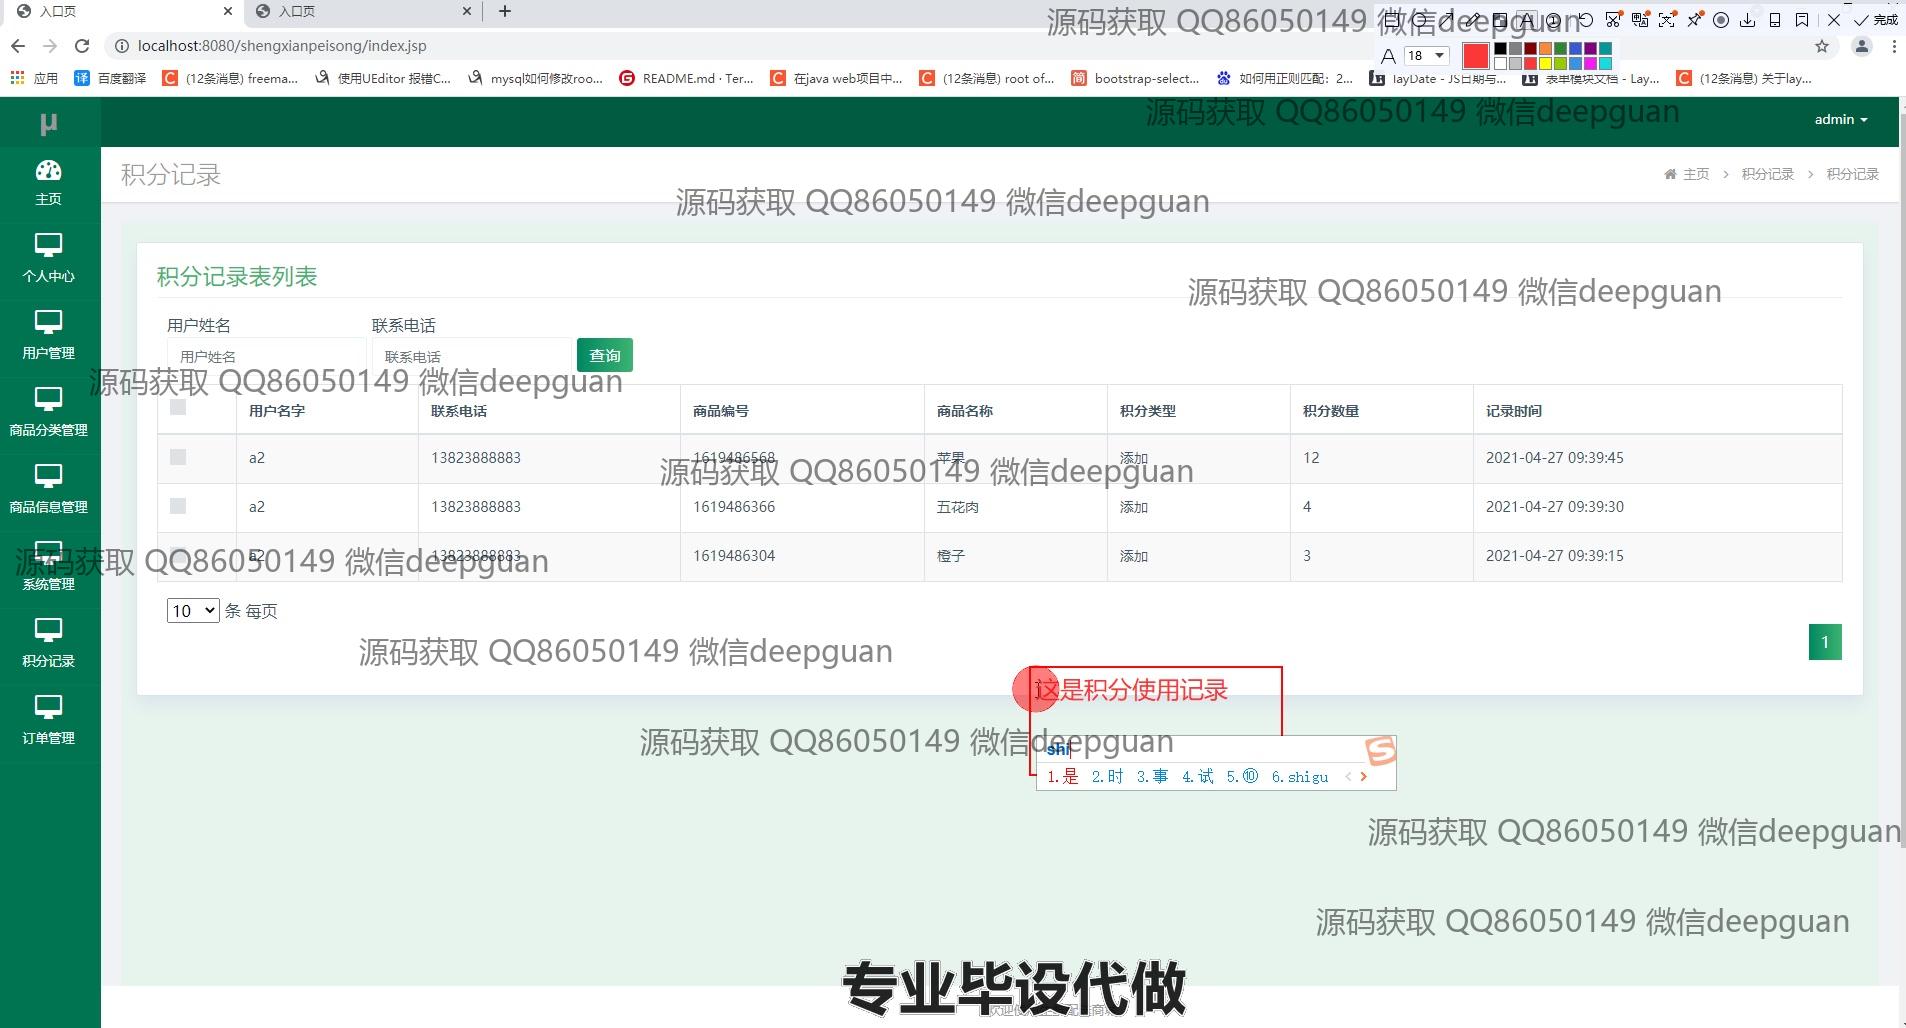 入口页
入口页
完成
localhost:8080/shengxianpeisong/index.jsp
18
应用
百度翻译
(12条消息) freema...
使用UEditor 报错C...
mysql如何修改roo...
README.md · Ter...
在java web项目中...
(12条消息) root of...
bootstrap-select...
如何用正则匹配：2...
layDate - JS日期与...
表单模块文档 - Lay...
(12条消息) 关于lay...
源码获取 QQ86050149 微信deepguan
源码获取 QQ86050149 微信deepguan
μ
admin
主页
个人中心
用户管理
商品分类管理
商品信息管理
系统管理
积分记录
订单管理
积分记录
主页 > 积分记录 > 积分记录
源码获取 QQ86050149 微信deepguan
积分记录表列表
源码获取 QQ86050149 微信deepguan
用户姓名 联系电话
用户姓名 联系电话 查询
源码获取 QQ86050149 微信deepguan
用户名字 联系电话 商品编号 商品名称 积分类型 积分数量 记录时间
a2 13823888883 1619486568 苹果 添加 12 2021-04-27 09:39:45
源码获取 QQ86050149 微信deepguan
a2 13823888883 1619486366 五花肉 添加 4 2021-04-27 09:39:30
a2 13823888883 1619486304 橙子 添加 3 2021-04-27 09:39:15
源码获取 QQ86050149 微信deepguan
10 条 每页
1
源码获取 QQ86050149 微信deepguan
这是积分使用记录
源码获取 QQ86050149 微信deepguan
shi
1.是 2.时 3.事 4.试 5.⑩ 6.shigu
源码获取 QQ86050149 微信deepguan
源码获取 QQ86050149 微信deepguan
专业毕设代做